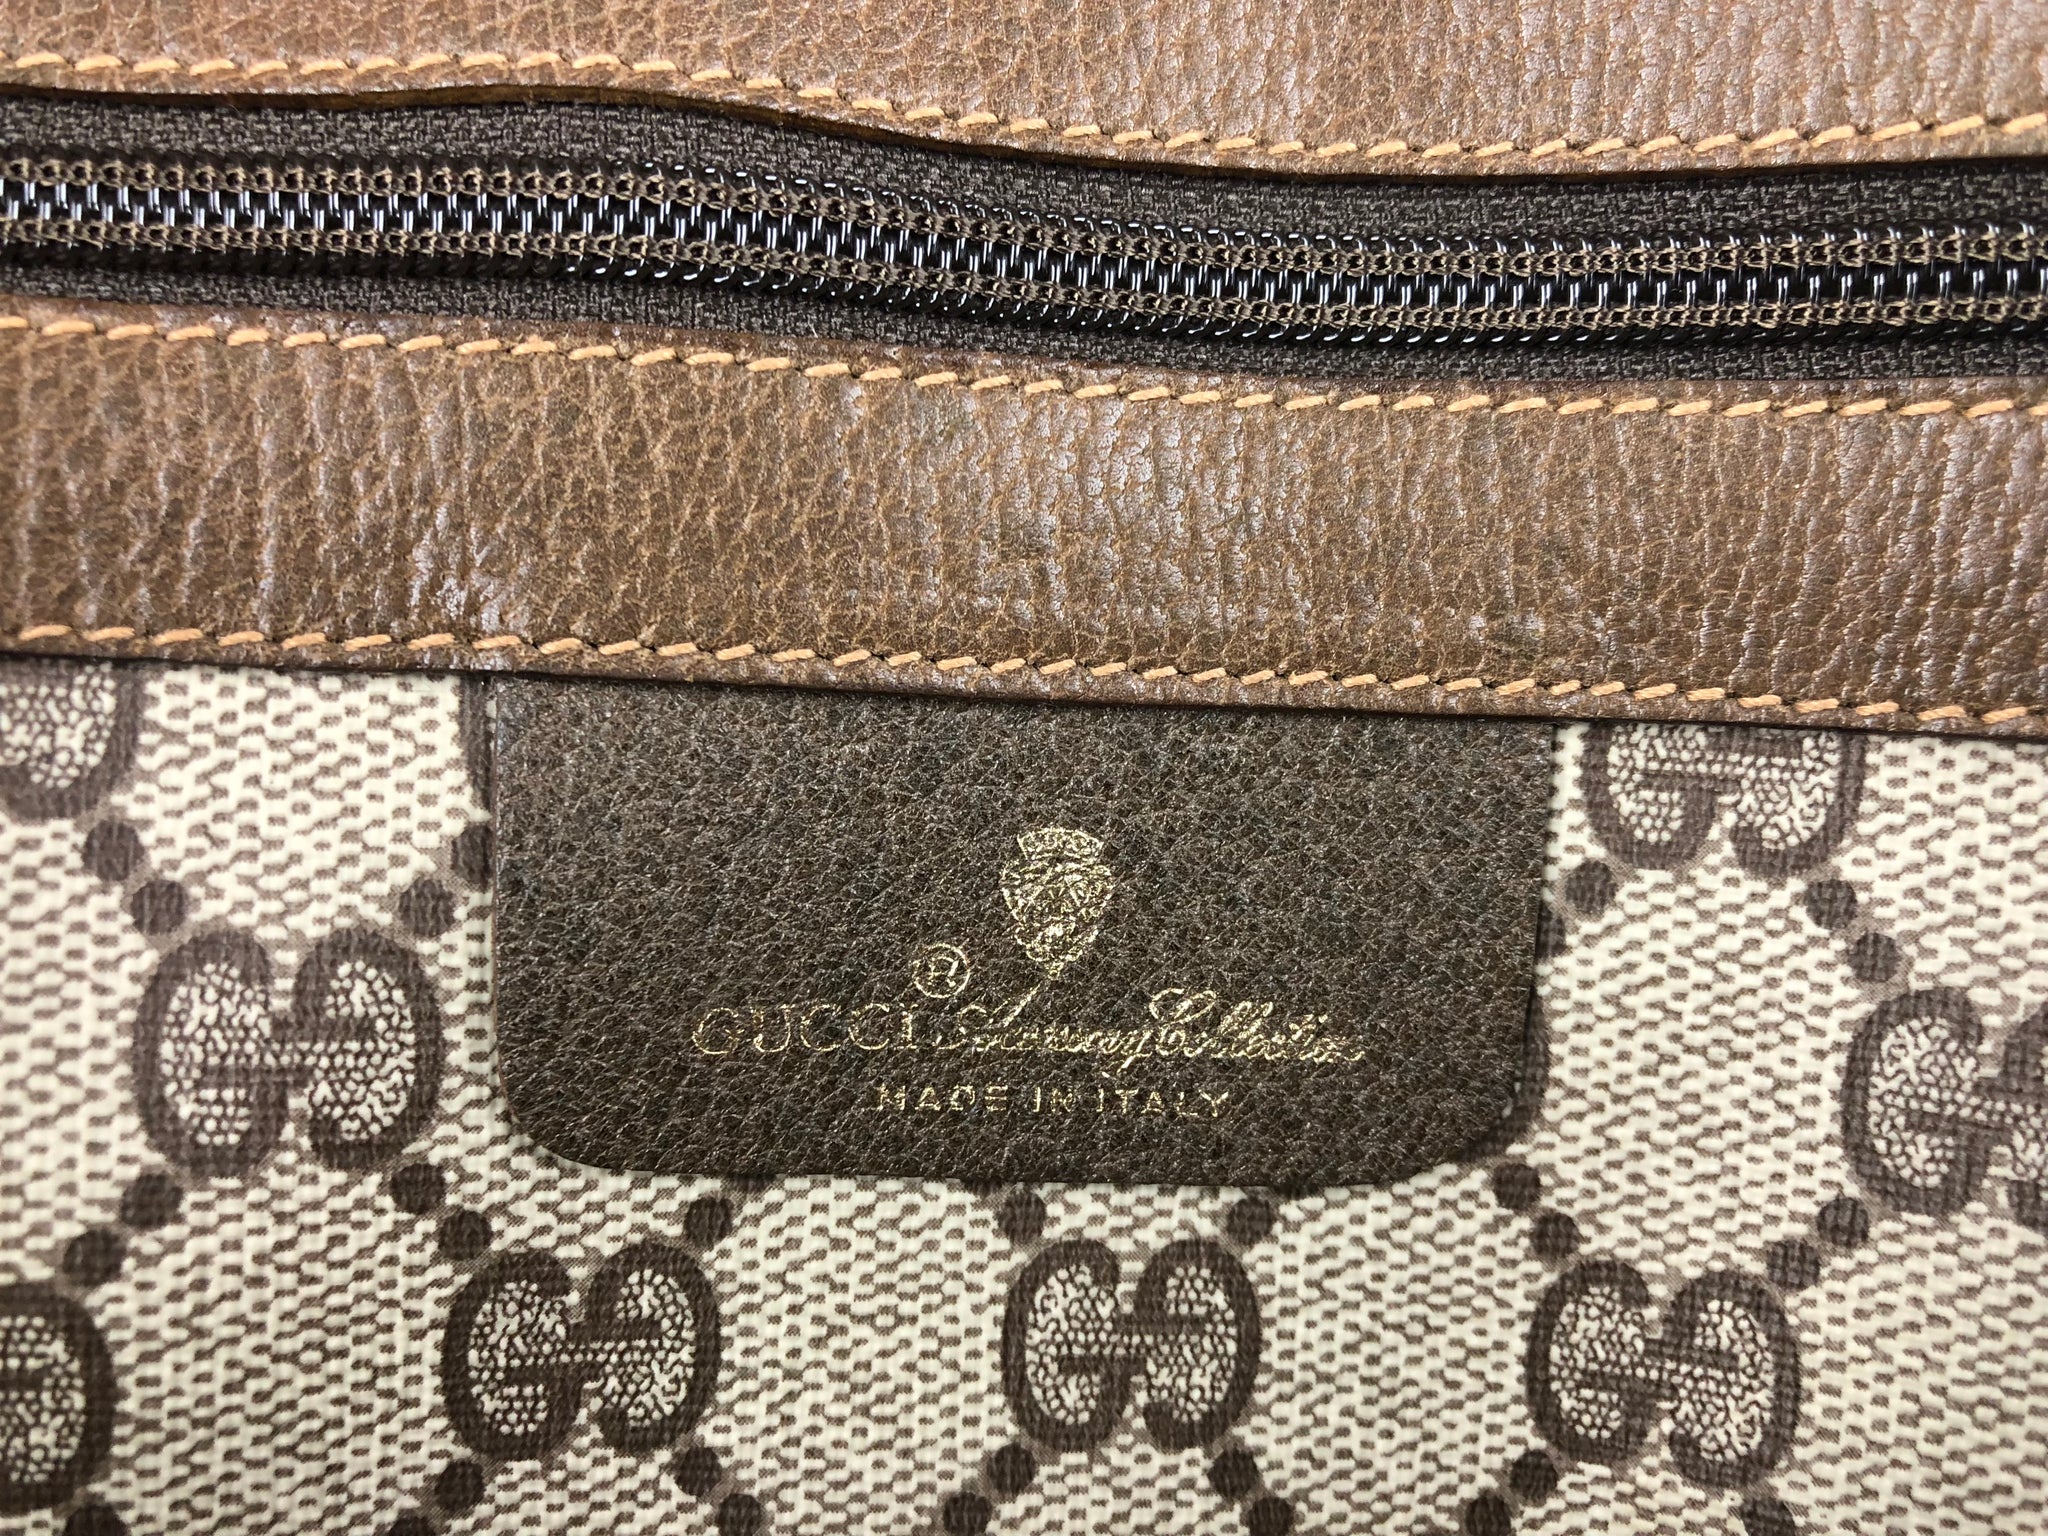 ®
GUCCI Accessory Collection
MADE IN ITALY